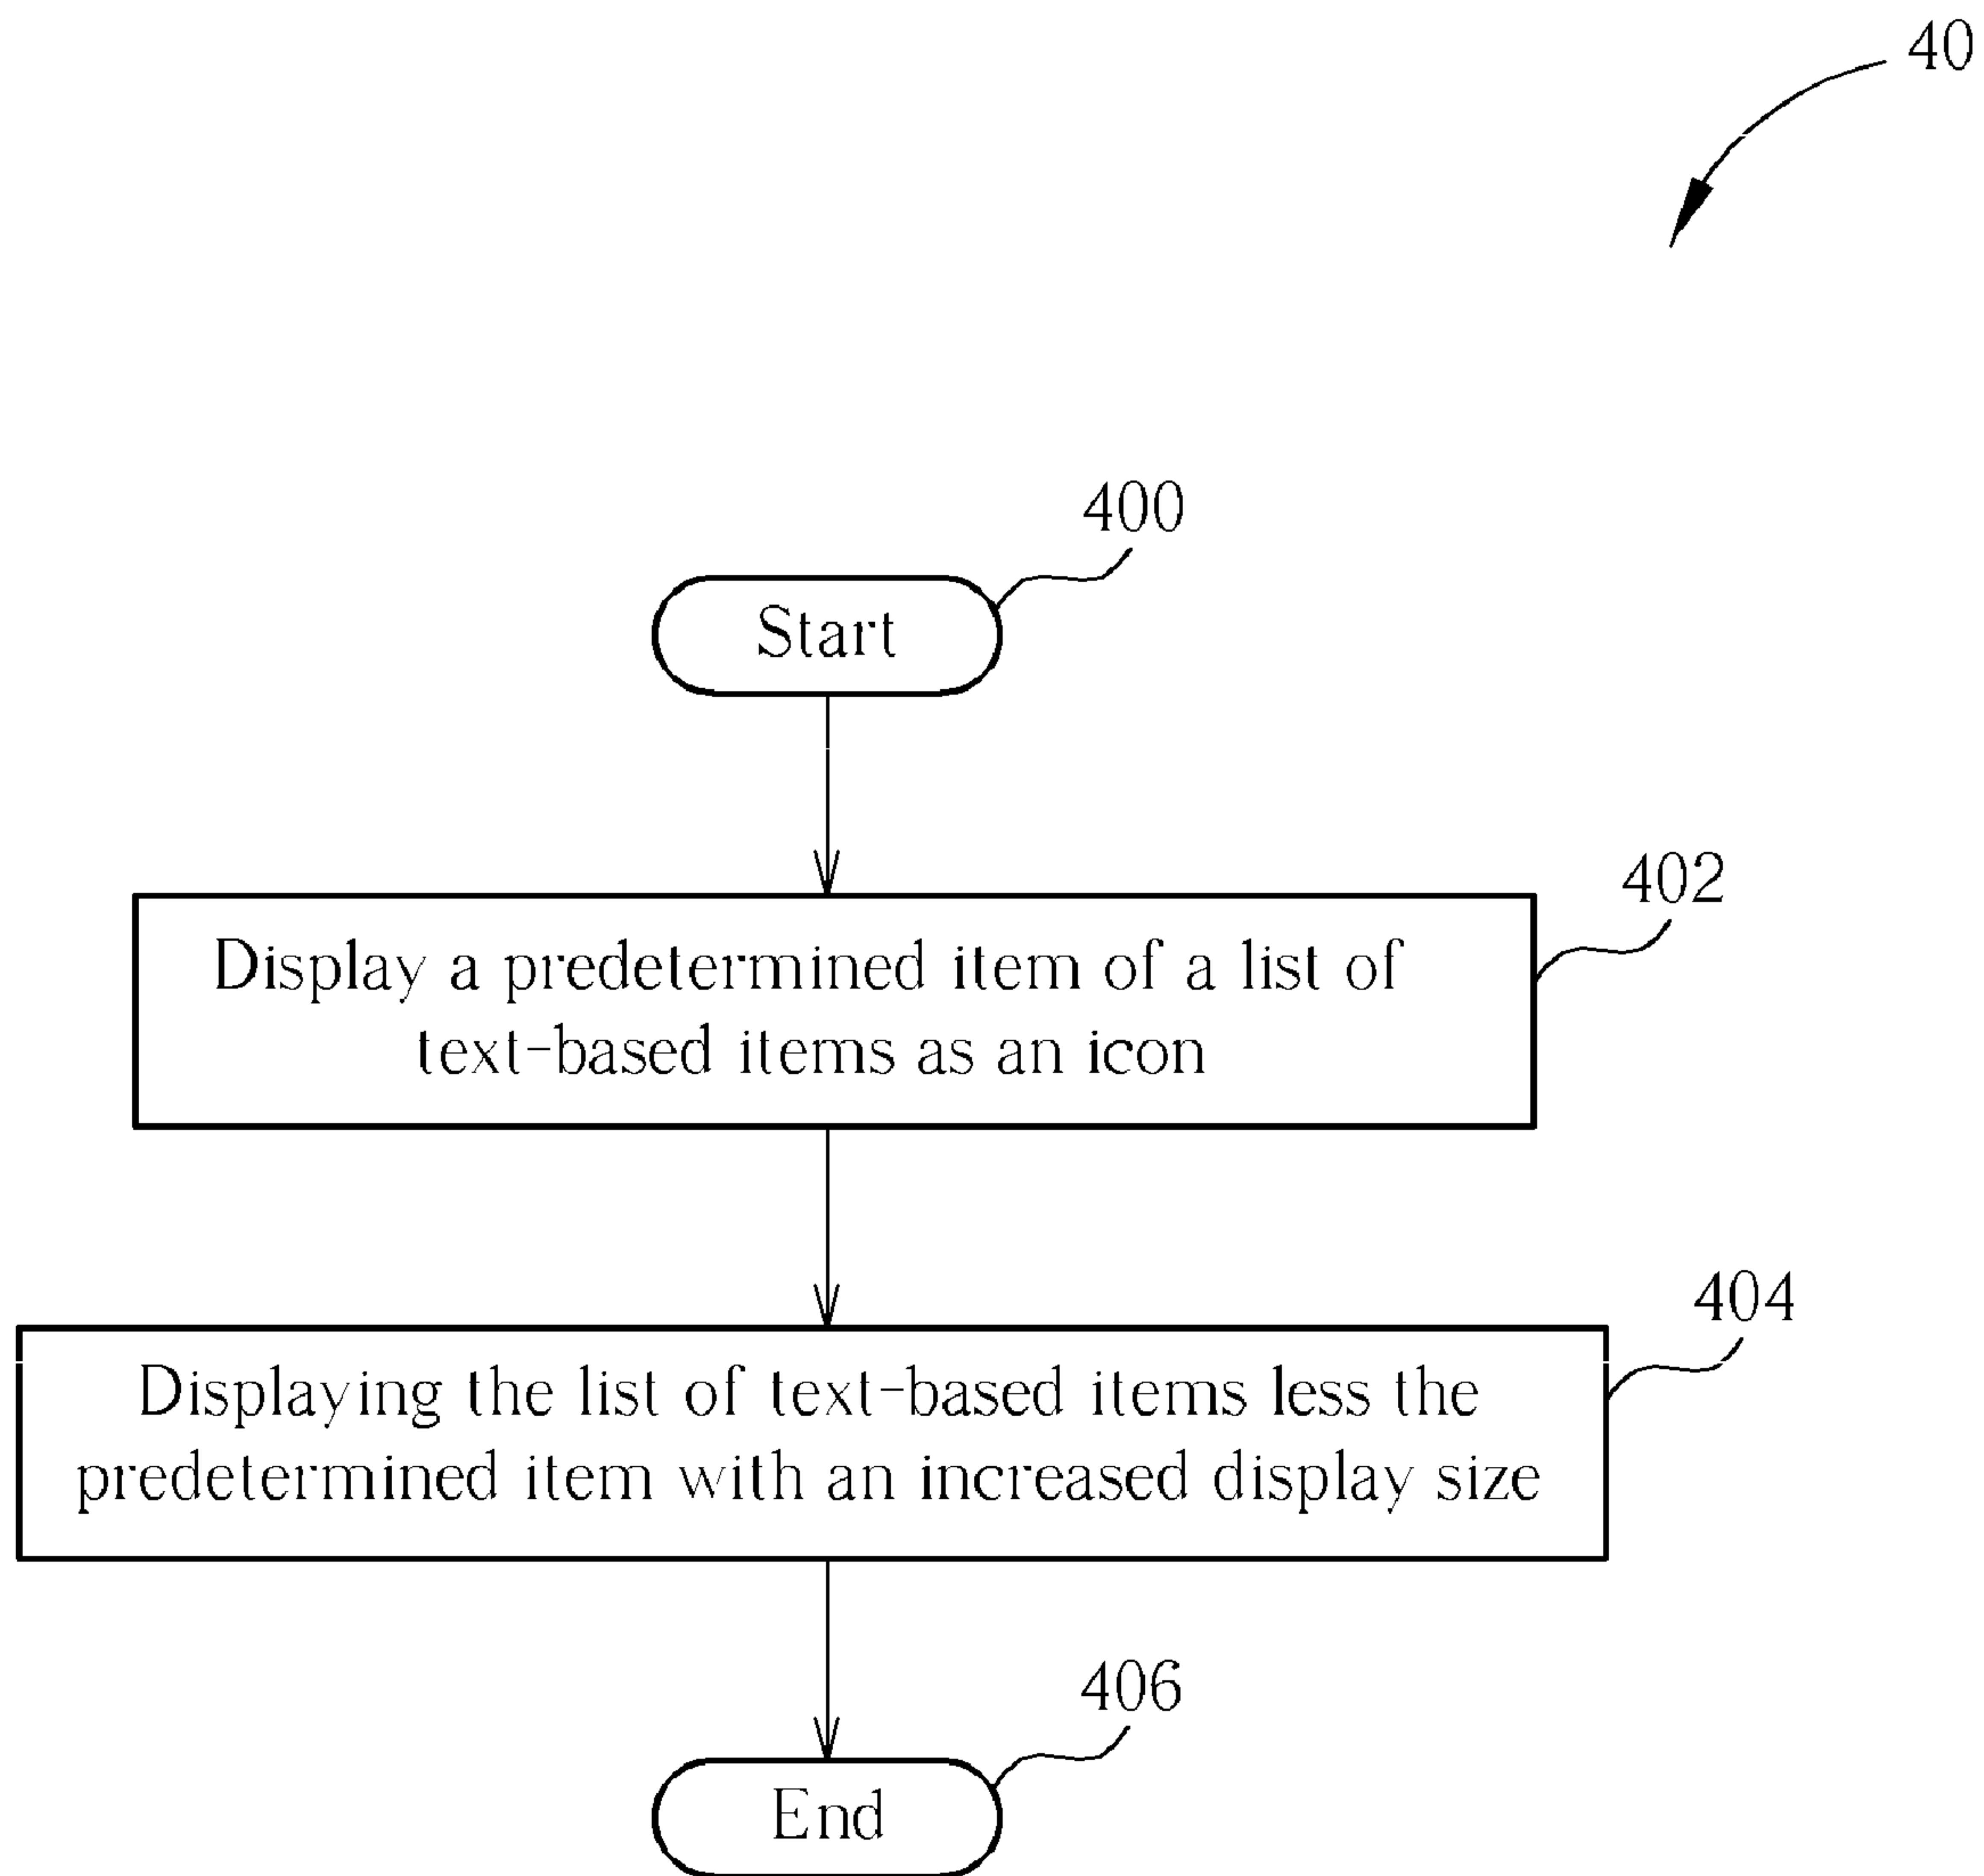 40
400
Start
402
Display a predetermined item of a list of
text-based items as an icon
404
Displaying the list of text-based items less the
predetermined item with an increased display size
406
End